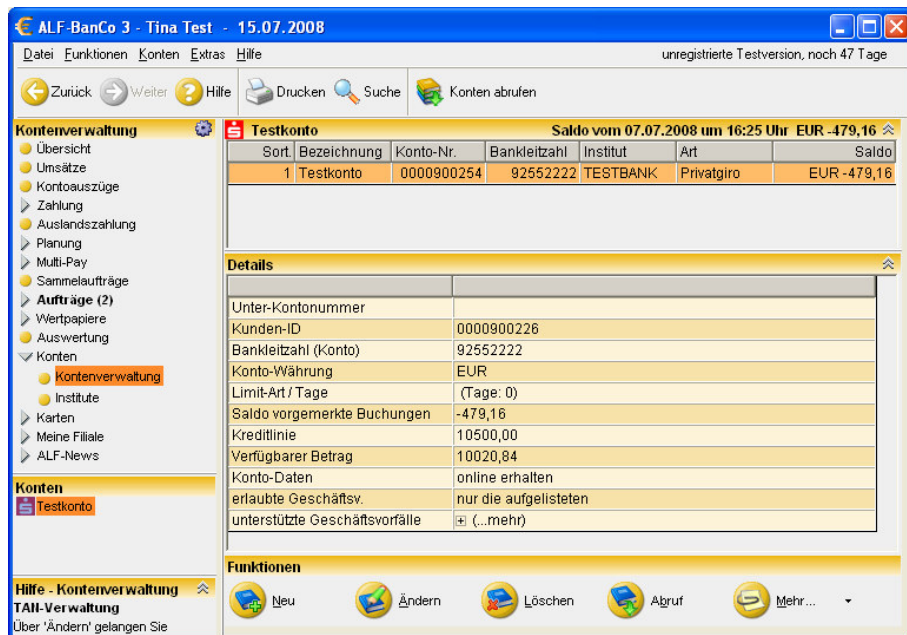 ALF-BanCo 3 - Tina Test - 15.07.2008
Datei Funktionen Konten Extras Hilfe unregistrierte Testversion, noch 47 Tage
Zurück Weiter Hilfe Drucken Suche Konten abrufen
Kontenverwaltung
Übersicht
Umsätze
Kontoauszüge
Zahlung
Auslandszahlung
Planung
Multi-Pay
Sammelaufträge
Aufträge (2)
Wertpapiere
Auswertung
Konten
Kontenverwaltung
Institute
Karten
Meine Filiale
ALF-News
Konten
Testkonto
Hilfe - Kontenverwaltung
TAN-Verwaltung
Über 'Ändern' gelangen Sie
Testkonto Saldo vom 07.07.2008 um 16:25 Uhr EUR -479,16
Sort. Bezeichnung Konto-Nr. Bankleitzahl Institut Art Saldo
1 Testkonto 0000900254 92552222 TESTBANK Privatgiro EUR -479,16
Details
Unter-Kontonummer
Kunden-ID 0000900226
Bankleitzahl (Konto) 92552222
Konto-Währung EUR
Limit-Art / Tage (Tage: 0)
Saldo vorgemerkte Buchungen -479,16
Kreditlinie 10500,00
Verfügbarer Betrag 10020,84
Konto-Daten online erhalten
erlaubte Geschäftsv. nur die aufgelisteten
unterstützte Geschäftsvorfälle (...mehr)
Funktionen
Neu Ändern Löschen Abruf Mehr...